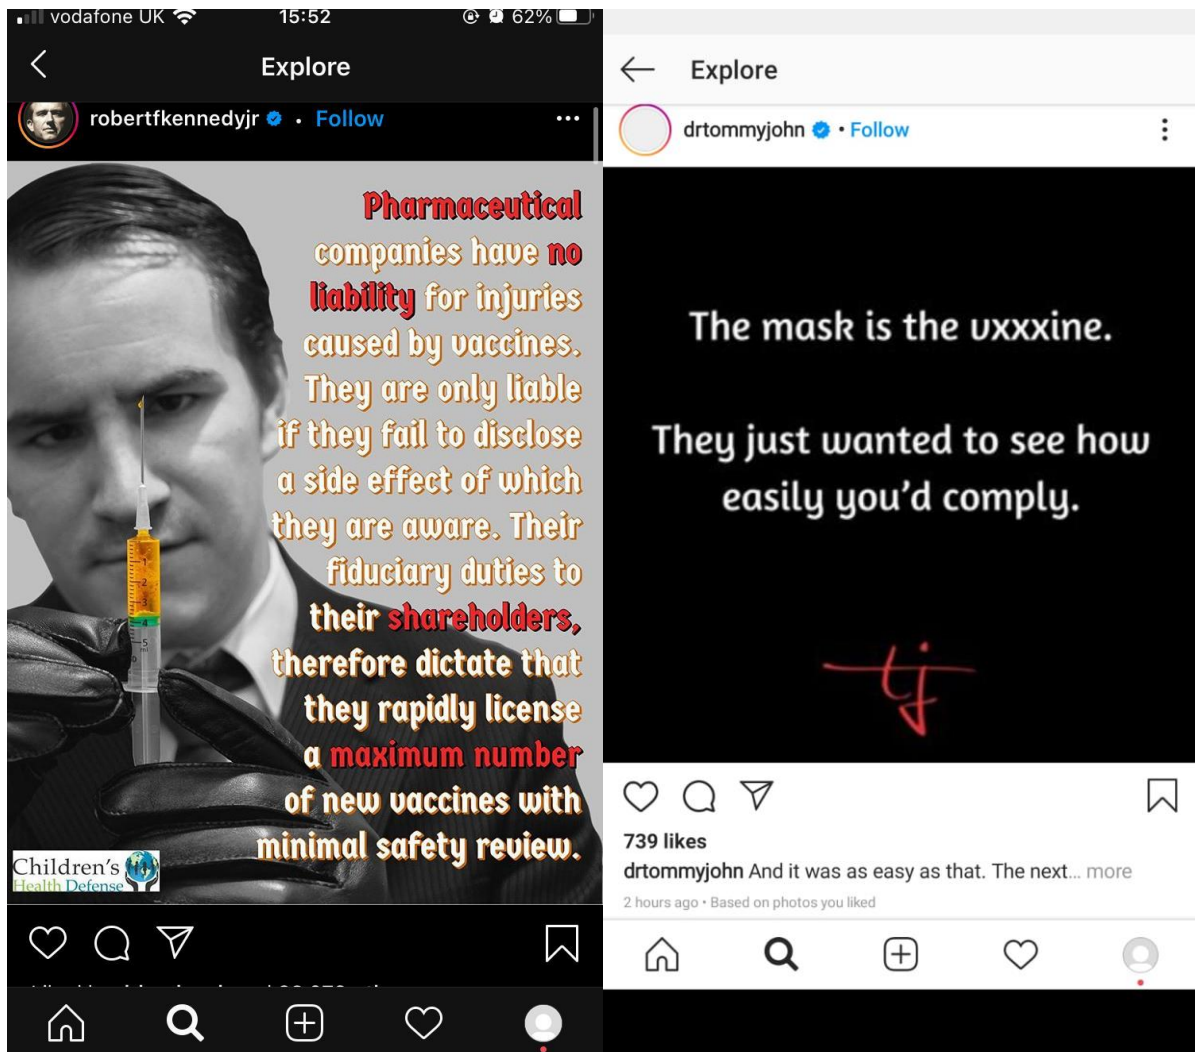 vodafone UK
15:52
62%
Explore
robertfkennedyjr • Follow
Pharmaceutical
companies have no
liability for injuries
caused by vaccines.
They are only liable
if they fail to disclose
a side effect of which
they are aware. Their
fiduciary duties to
their shareholders,
therefore dictate that
they rapidly license
a maximum number
of new vaccines with
minimal safety review.
Children's
Health Defense
Explore
drtommyjohn • Follow
The mask is the vxxxine.
They just wanted to see how
easily you'd comply.
tj
739 likes
drtommyjohn And it was as easy as that. The next... more
2 hours ago • Based on photos you liked